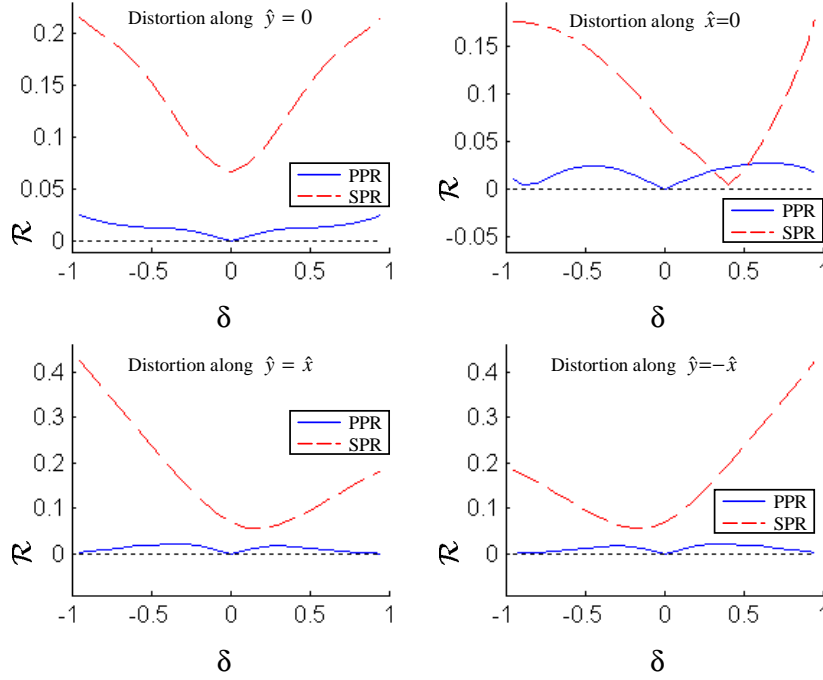 Distortion along ŷ = 0
0.2
0.15
0.1
0.05
0
ℛ
PPR
SPR
-1 -0.5 0 0.5 1
δ
Distortion along x̂=0
0.15
0.1
0.05
0
-0.05
ℛ
PPR
SPR
-1 -0.5 0 0.5 1
δ
Distortion along ŷ = x̂
0.4
0.3
0.2
0.1
0
ℛ
PPR
SPR
-1 -0.5 0 0.5 1
δ
Distortion along ŷ=−x̂
0.4
0.3
0.2
0.1
0
ℛ
PPR
SPR
-1 -0.5 0 0.5 1
δ